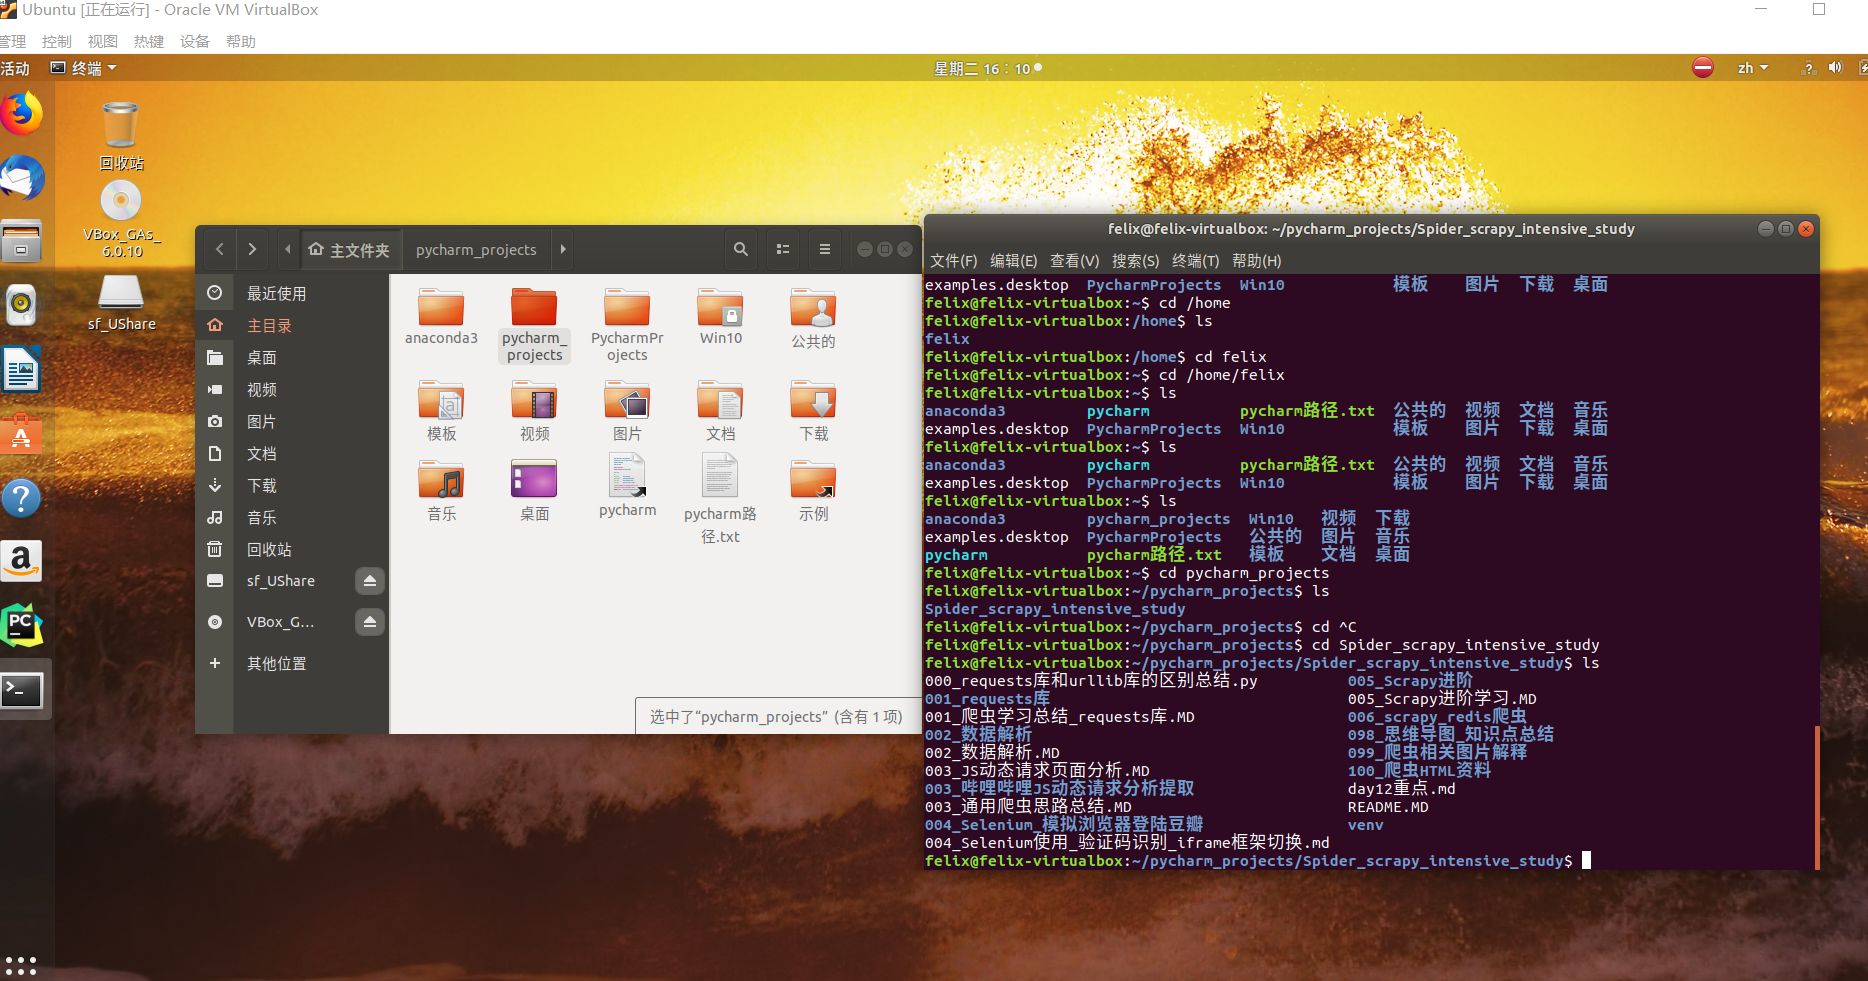 Ubuntu [正在运行] - Oracle VM VirtualBox
管理 控制 视图 热键 设备 帮助
活动 终端 星期二 16：10 zh ?
回收站
VBox_GAs_
6.0.10
sf_UShare
主文件夹 pycharm_projects
最近使用
主目录
桌面
视频
图片
文档
下载
音乐
回收站
sf_UShare
VBox_G...
其他位置
anaconda3
pycharm_
projects
PycharmPr
ojects
Win10
公共的
模板
视频
图片
文档
下载
音乐
桌面
pycharm
pycharm路
径.txt
示例
选中了“pycharm_projects” (含有 1 项)
felix@felix-virtualbox: ~/pycharm_projects/Spider_scrapy_intensive_study
文件(F) 编辑(E) 查看(V) 搜索(S) 终端(T) 帮助(H)
examples.desktop PycharmProjects Win10 模板 图片 下载 桌面
felix@felix-virtualbox:~$ cd /home
felix@felix-virtualbox:/home$ ls
felix
felix@felix-virtualbox:/home$ cd felix
felix@felix-virtualbox:~$ cd /home/felix
felix@felix-virtualbox:~$ ls
anaconda3 pycharm pycharm路径.txt 公共的 视频 文档 音乐
examples.desktop PycharmProjects Win10 模板 图片 下载 桌面
felix@felix-virtualbox:~$ ls
anaconda3 pycharm pycharm路径.txt 公共的 视频 文档 音乐
examples.desktop PycharmProjects Win10 模板 图片 下载 桌面
felix@felix-virtualbox:~$ ls
anaconda3 pycharm_projects Win10 视频 下载
examples.desktop PycharmProjects 公共的 图片 音乐
pycharm pycharm路径.txt 模板 文档 桌面
felix@felix-virtualbox:~$ cd pycharm_projects
felix@felix-virtualbox:~/pycharm_projects$ ls
Spider_scrapy_intensive_study
felix@felix-virtualbox:~/pycharm_projects$ cd ^C
felix@felix-virtualbox:~/pycharm_projects$ cd Spider_scrapy_intensive_study
felix@felix-virtualbox:~/pycharm_projects/Spider_scrapy_intensive_study$ ls
000_requests库和urllib库的区别总结.py 005_Scrapy进阶
001_requests库 005_Scrapy进阶学习.MD
001_爬虫学习总结_requests库.MD 006_scrapy_redis爬虫
002_数据解析 098_思维导图_知识点总结
002_数据解析.MD 099_爬虫相关图片解释
003_JS动态请求页面分析.MD 100_爬虫HTML资料
003_哔哩哔哩JS动态请求分析提取 day12重点.md
003_通用爬虫思路总结.MD README.MD
004_Selenium_模拟浏览器登陆豆瓣 venv
004_Selenium使用_验证码识别_iframe框架切换.md
felix@felix-virtualbox:~/pycharm_projects/Spider_scrapy_intensive_study$